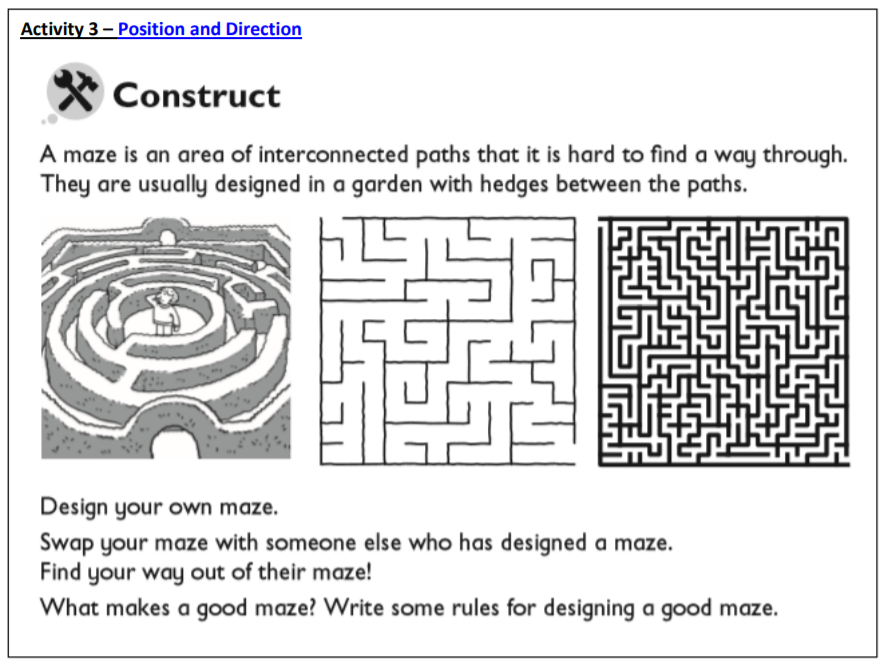 Activity 3 – Position and Direction
Construct
A maze is an area of interconnected paths that it is hard to find a way through.
They are usually designed in a garden with hedges between the paths.
Design your own maze.
Swap your maze with someone else who has designed a maze.
Find your way out of their maze!
What makes a good maze? Write some rules for designing a good maze.